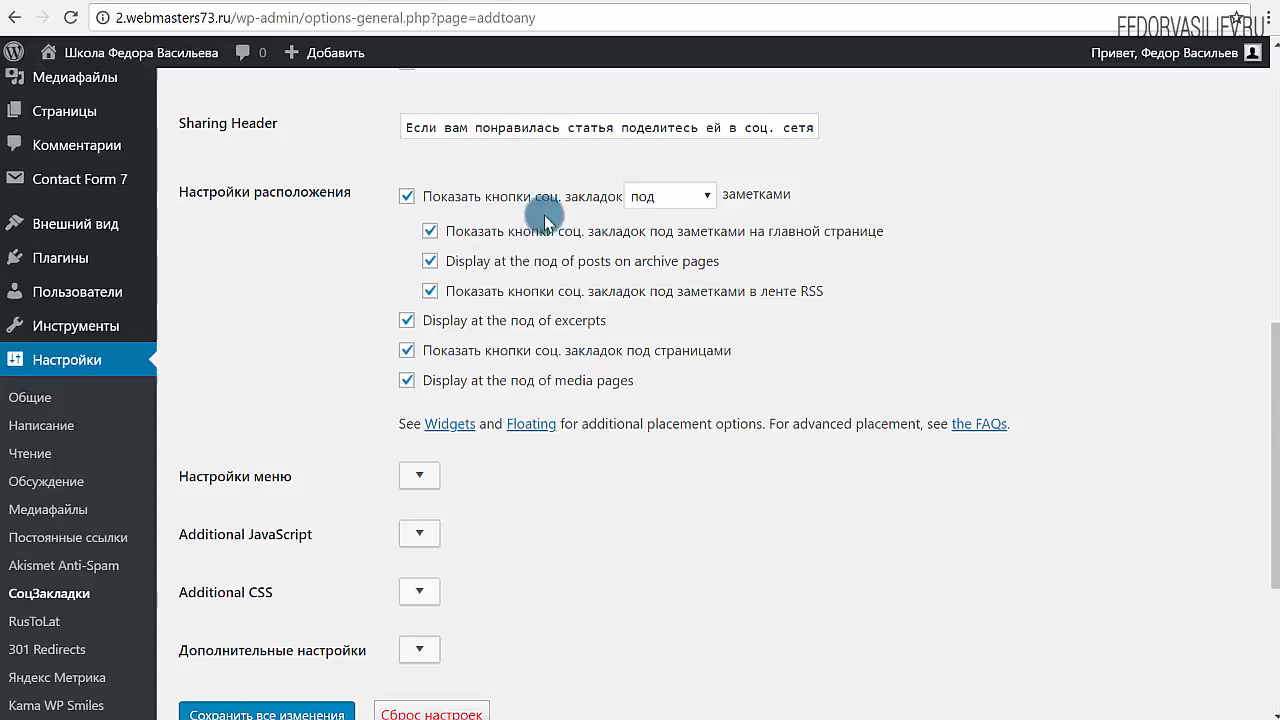 2.webmasters73.ru/wp-admin/options-general.php?page=addtoany
FEDORVASILIEV.RU
Школа Федора Васильева 0 Добавить Привет, Федор Васильев
Медиафайлы
Страницы
Комментарии
Contact Form 7
Внешний вид
Плагины
Пользователи
Инструменты
Настройки
Общие
Написание
Чтение
Обсуждение
Медиафайлы
Постоянные ссылки
Akismet Anti-Spam
СоцЗакладки
RusToLat
301 Redirects
Яндекс Метрика
Kama WP Smiles
Sharing Header
Если вам понравилась статья поделитесь ей в соц. сетя
Настройки расположения
Показать кнопки соц. закладок под заметками
Показать кнопки соц. закладок под заметками на главной странице
Display at the под of posts on archive pages
Показать кнопки соц. закладок под заметками в ленте RSS
Display at the под of excerpts
Показать кнопки соц. закладок под страницами
Display at the под of media pages
See Widgets and Floating for additional placement options. For advanced placement, see the FAQs.
Настройки меню
Additional JavaScript
Additional CSS
Дополнительные настройки
Сохранить все изменения Сброс настроек